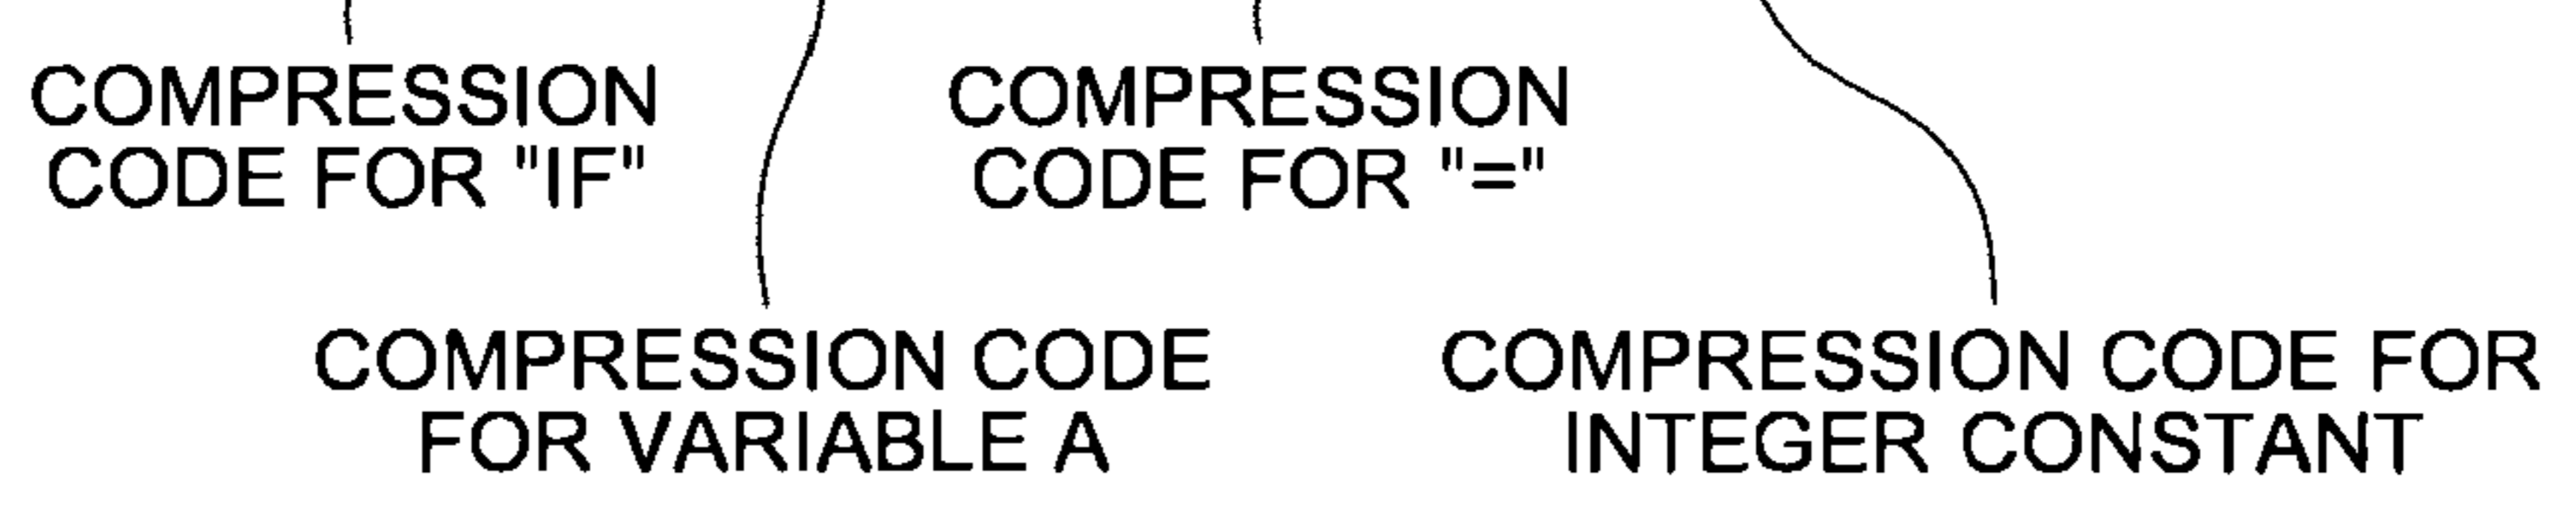 COMPRESSION
CODE FOR "IF"
COMPRESSION
CODE FOR "="
COMPRESSION CODE
FOR VARIABLE A
COMPRESSION CODE FOR
INTEGER CONSTANT